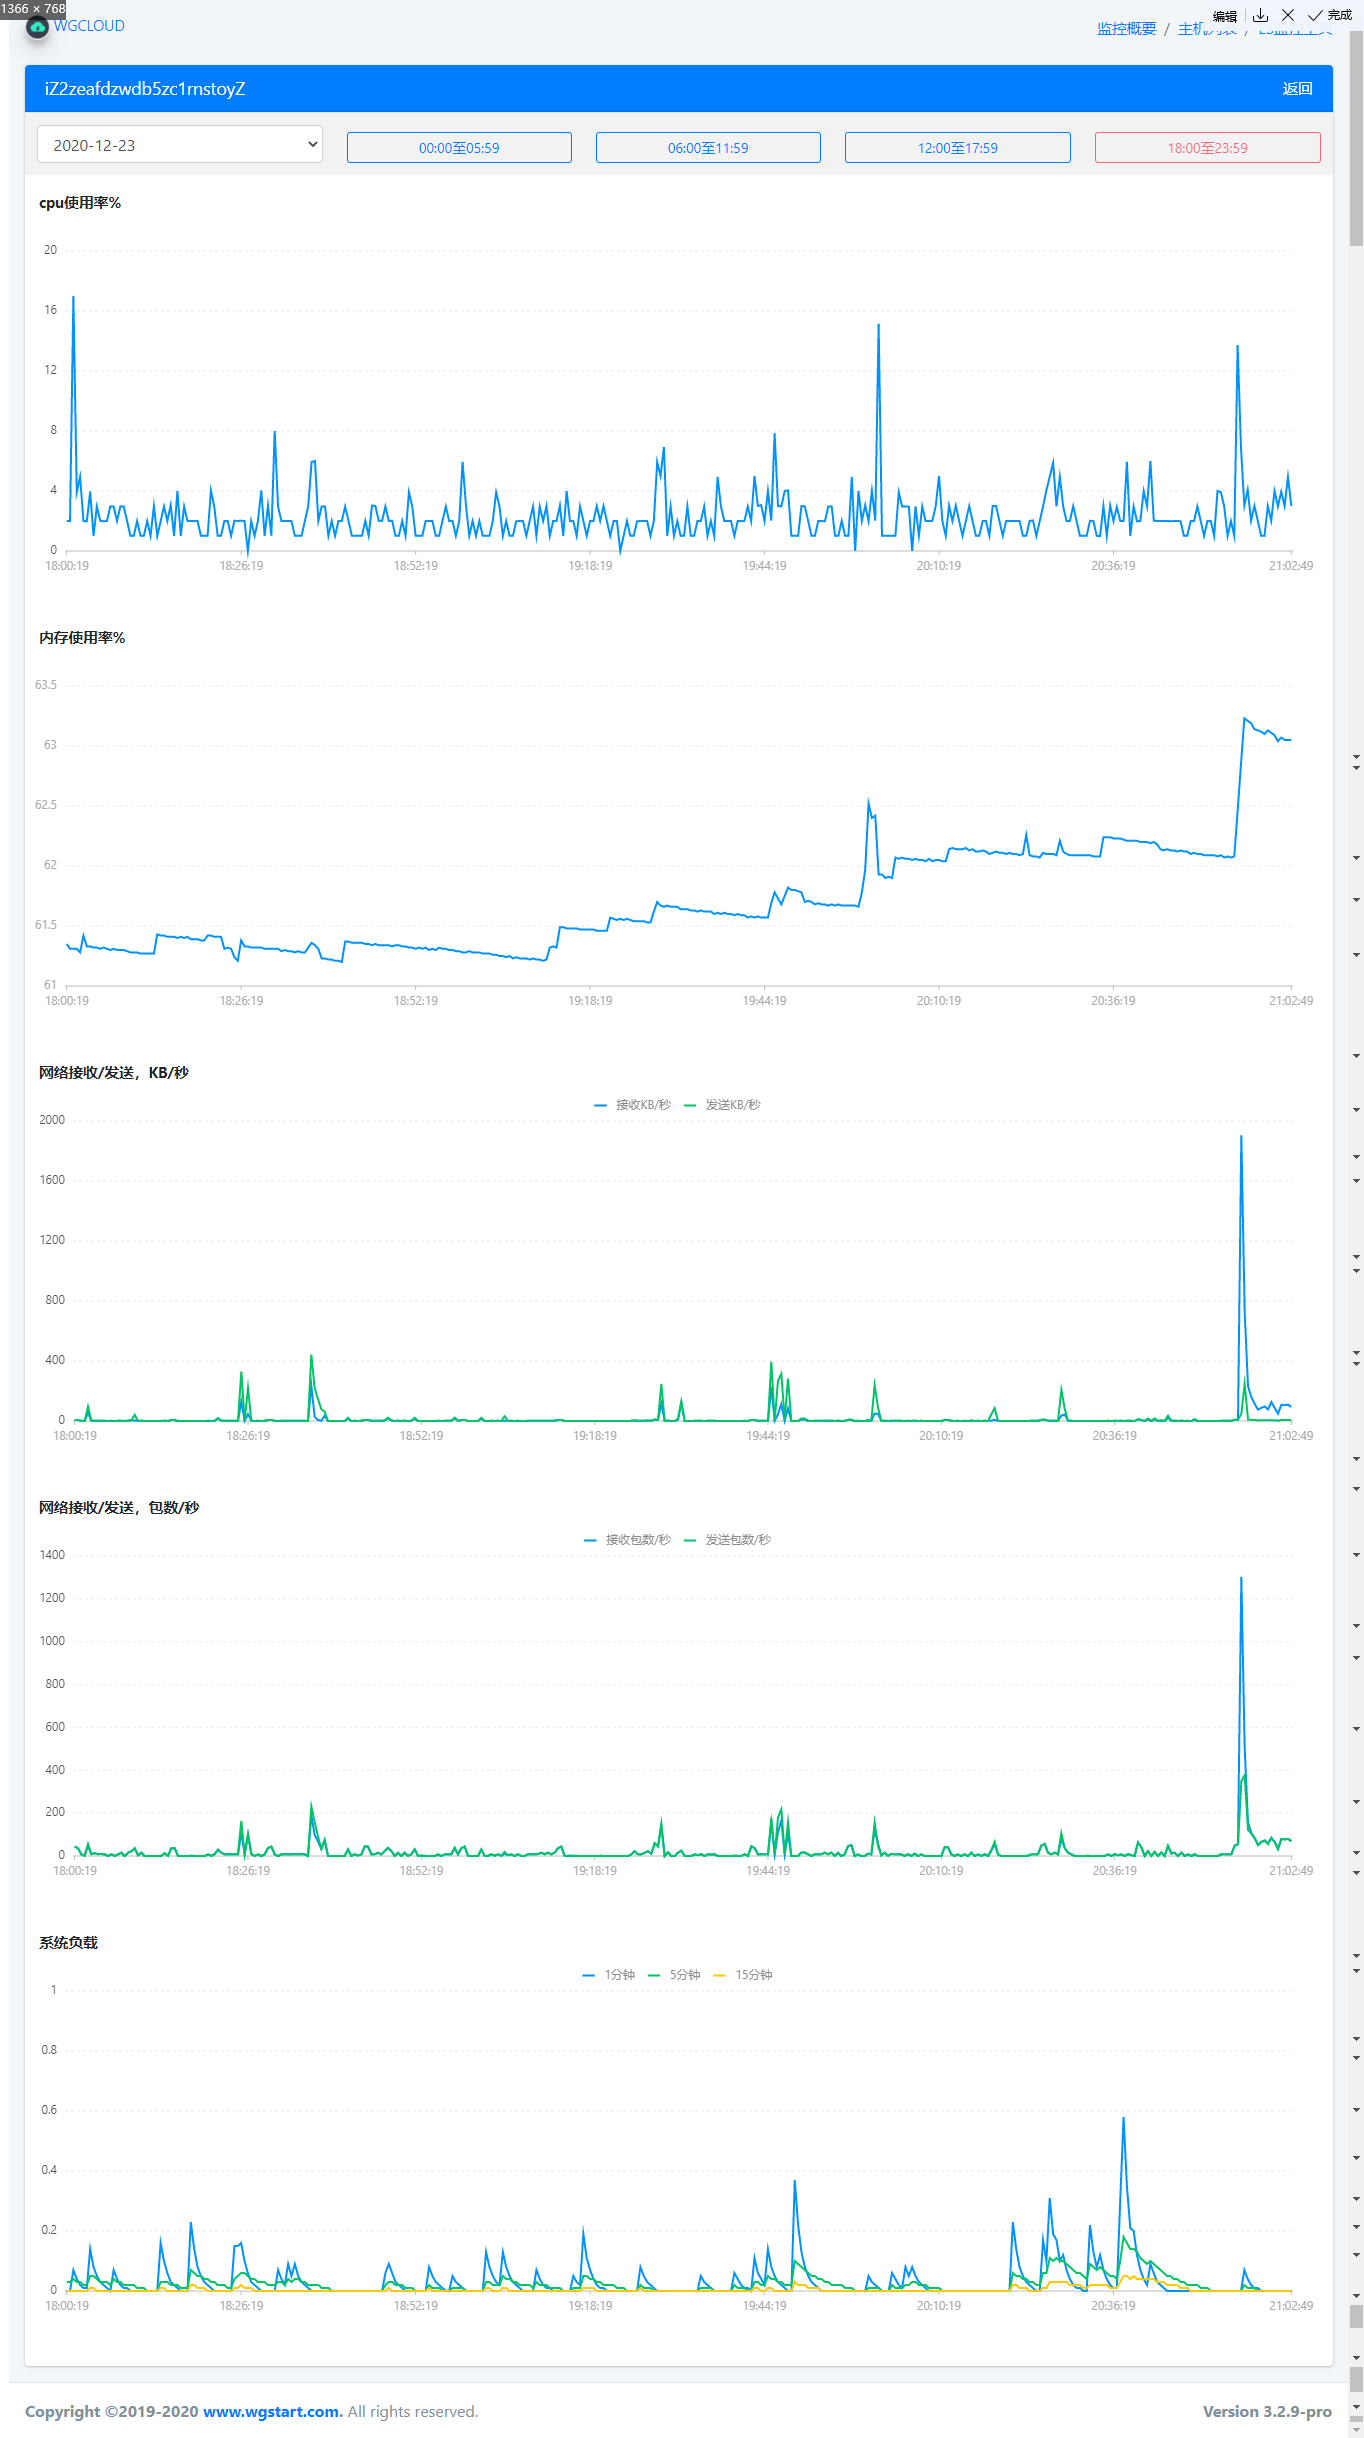 1366 × 768
编辑 完成
WGCLOUD
监控概要 / 主机列表 /
iZ2zeafdzwdb5zc1rnstoyZ 返回
2020-12-23 00:00至05:59 06:00至11:59 12:00至17:59 18:00至23:59
cpu使用率%
20
16
12
8
4
0
18:00:19 18:26:19 18:52:19 19:18:19 19:44:19 20:10:19 20:36:19 21:02:49
内存使用率%
63.5
63
62.5
62
61.5
61
18:00:19 18:26:19 18:52:19 19:18:19 19:44:19 20:10:19 20:36:19 21:02:49
网络接收/发送，KB/秒
接收KB/秒 发送KB/秒
2000
1600
1200
800
400
0
18:00:19 18:26:19 18:52:19 19:18:19 19:44:19 20:10:19 20:36:19 21:02:49
网络接收/发送，包数/秒
接收包数/秒 发送包数/秒
1400
1200
1000
800
600
400
200
0
18:00:19 18:26:19 18:52:19 19:18:19 19:44:19 20:10:19 20:36:19 21:02:49
系统负载
1分钟 5分钟 15分钟
1
0.8
0.6
0.4
0.2
0
18:00:19 18:26:19 18:52:19 19:18:19 19:44:19 20:10:19 20:36:19 21:02:49
Copyright ©2019-2020 www.wgstart.com. All rights reserved. Version 3.2.9-pro